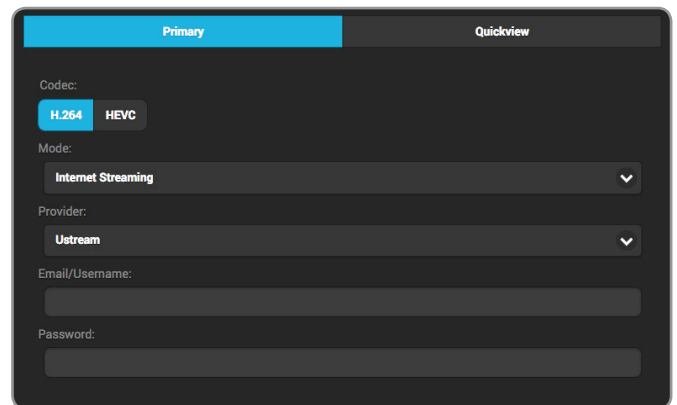 Primary Quickview
Codec:
H.264 HEVC
Mode:
Internet Streaming
Provider:
Ustream
Email/Username:
Password: